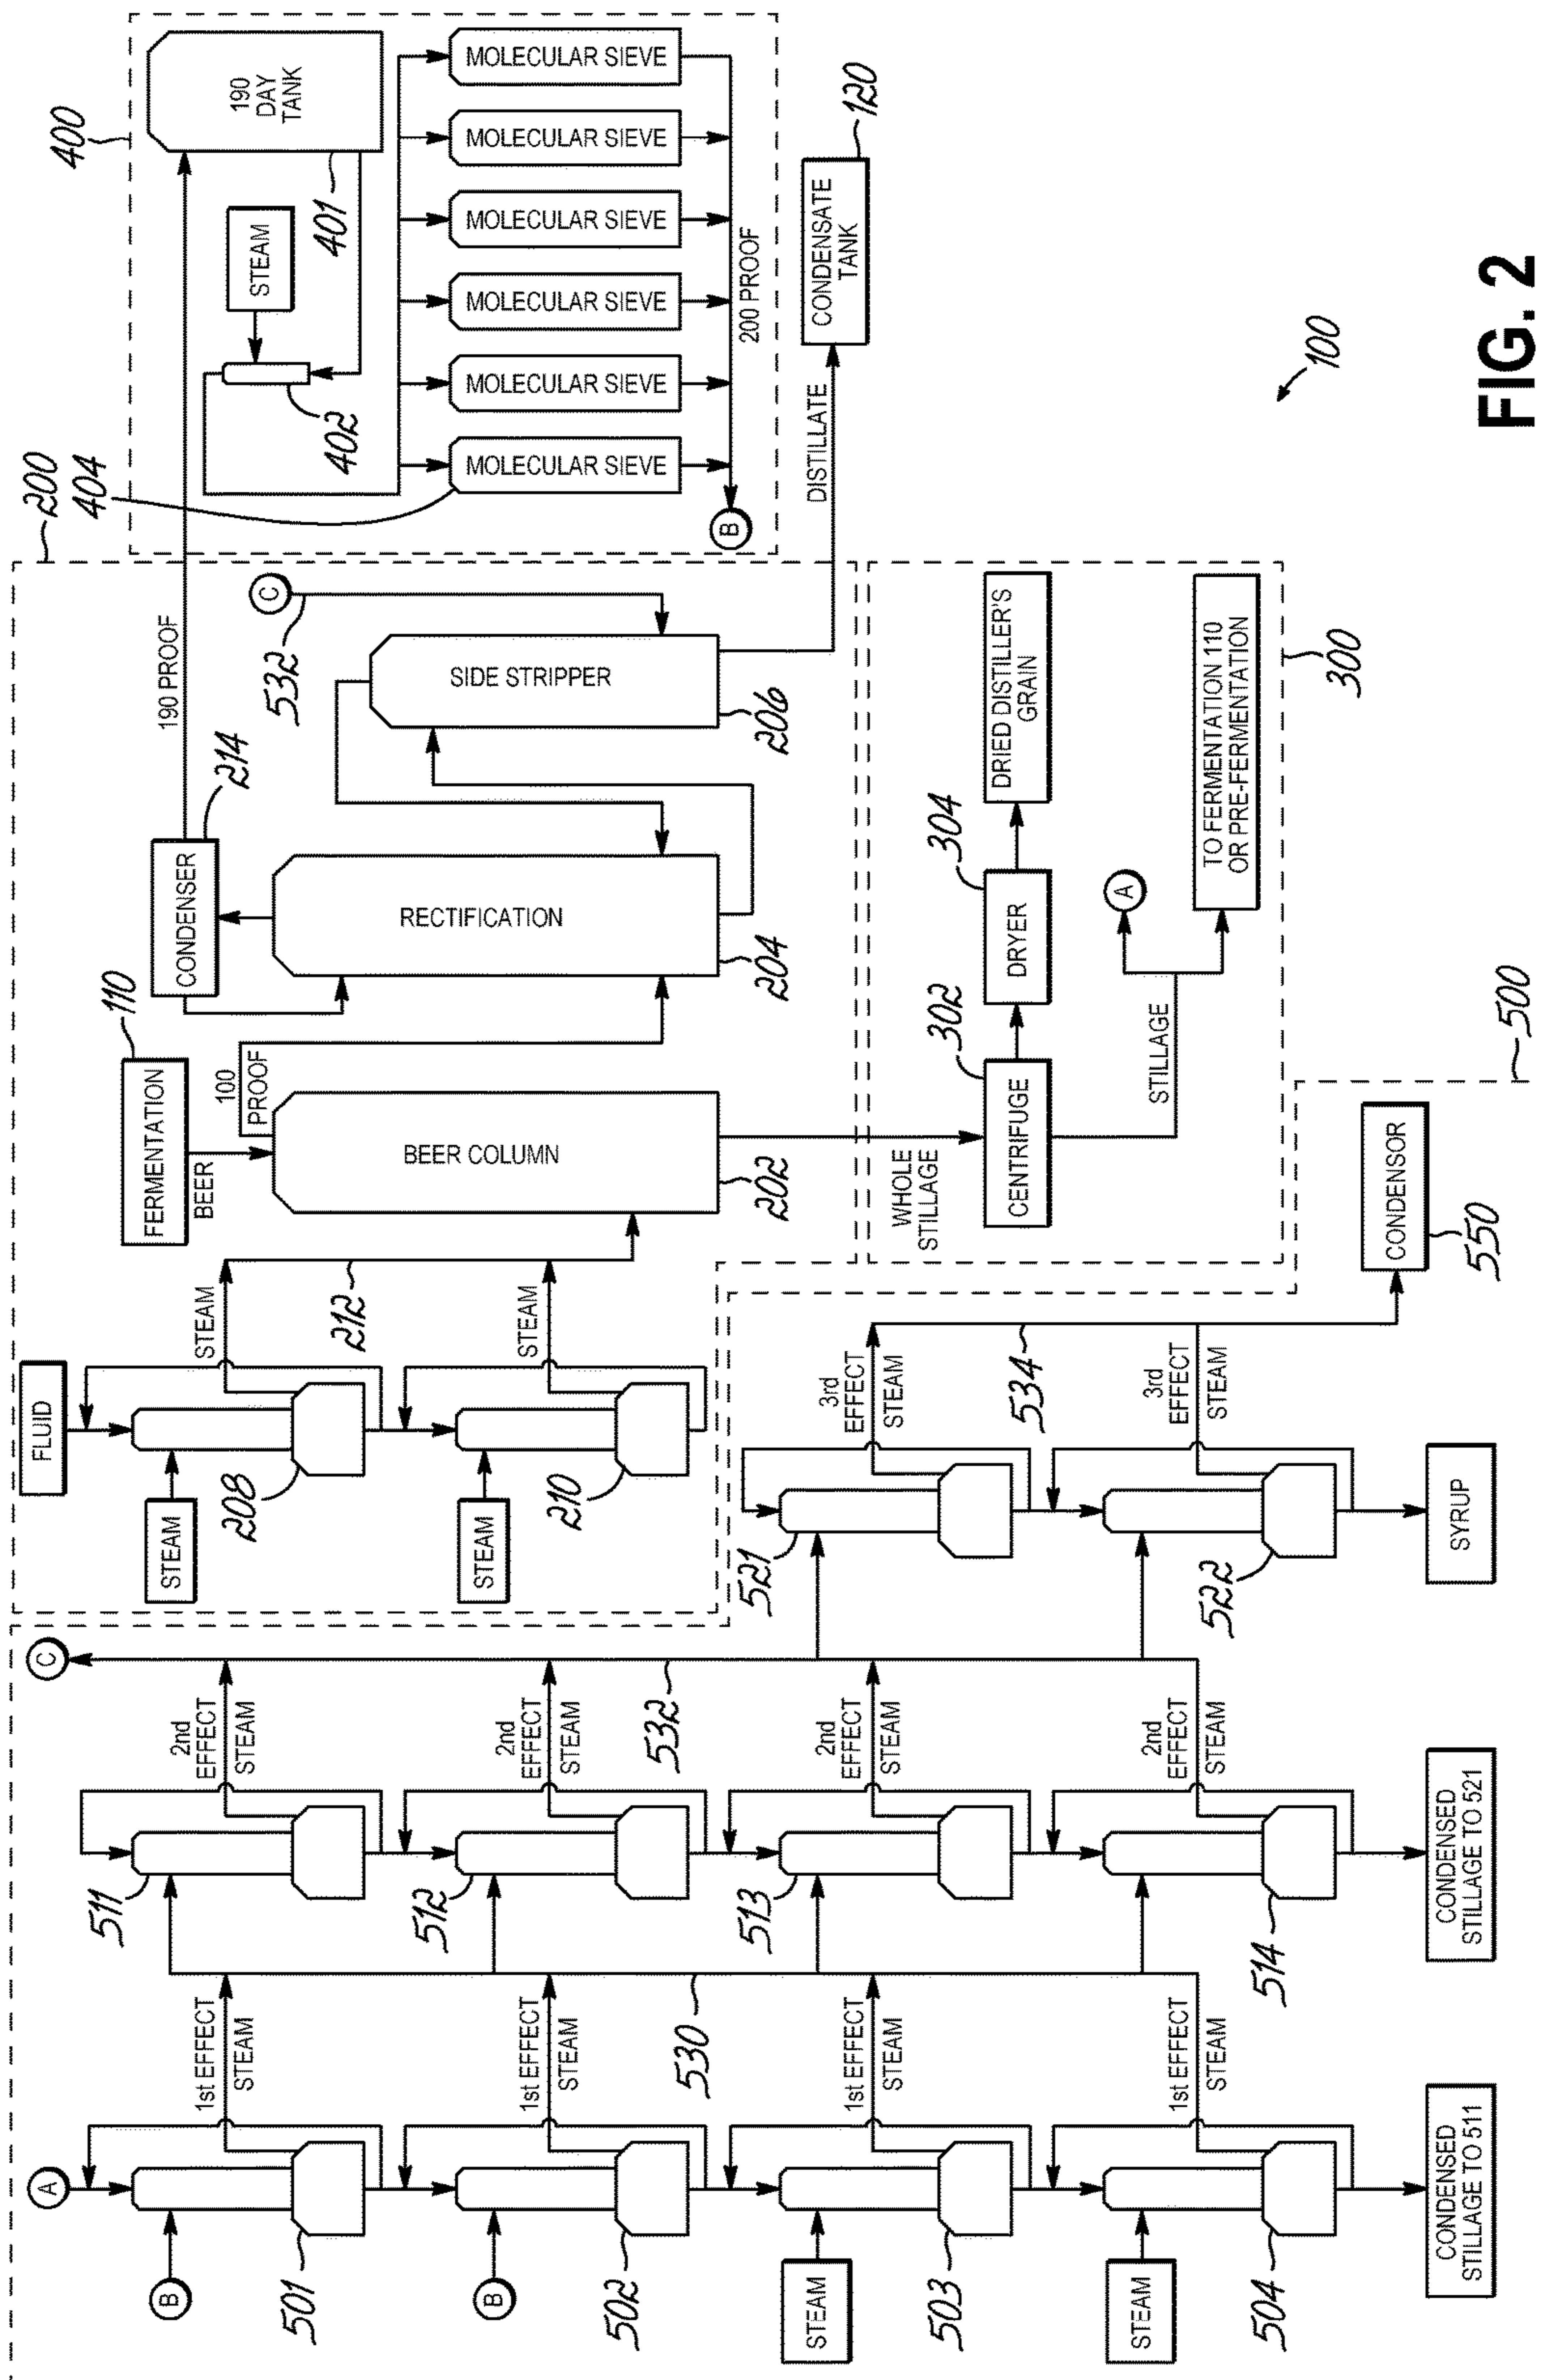 400
190
DAY
TANK
401
STEAM
402
MOLECULAR SIEVE
MOLECULAR SIEVE
MOLECULAR SIEVE
MOLECULAR SIEVE
MOLECULAR SIEVE
MOLECULAR SIEVE
200 PROOF
B
200
404
DISTILLATE
CONDENSATE
TANK
120
190 PROOF
C
532
SIDE STRIPPER
206
214
CONDENSER
RECTIFICATION
204
110
FERMENTATION
BEER
100
PROOF
BEER COLUMN
202
FLUID
STEAM
208
STEAM
212
STEAM
210
STEAM
WHOLE
STILLAGE
302
CENTRIFUGE
304
DRYER
DRIED DISTILLER'S
GRAIN
STILLAGE
A
TO FERMENTATION 110
OR PRE-FERMENTATION
300
500
A
B
501
1st EFFECT
STEAM
B
502
1st EFFECT
STEAM
530
STEAM
503
1st EFFECT
STEAM
STEAM
504
1st EFFECT
STEAM
CONDENSED
STILLAGE TO 511
C
511
2nd
EFFECT
STEAM
512
2nd
EFFECT
STEAM
532
513
2nd
EFFECT
STEAM
514
2nd
EFFECT
STEAM
CONDENSED
STILLAGE TO 521
521
3rd
EFFECT
STEAM
534
522
3rd
EFFECT
STEAM
SYRUP
CONDENSOR
550
100
FIG. 2